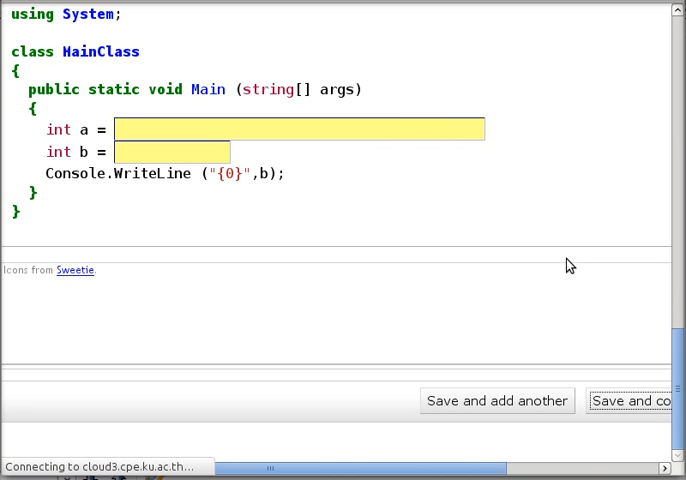 using System;
class MainClass
{
public static void Main (string[] args)
{
int a =
int b =
Console.WriteLine ("{0}",b);
}
}
Icons from Sweetie.
Save and add another
Save and co
Connecting to cloud3.cpe.ku.ac.th...